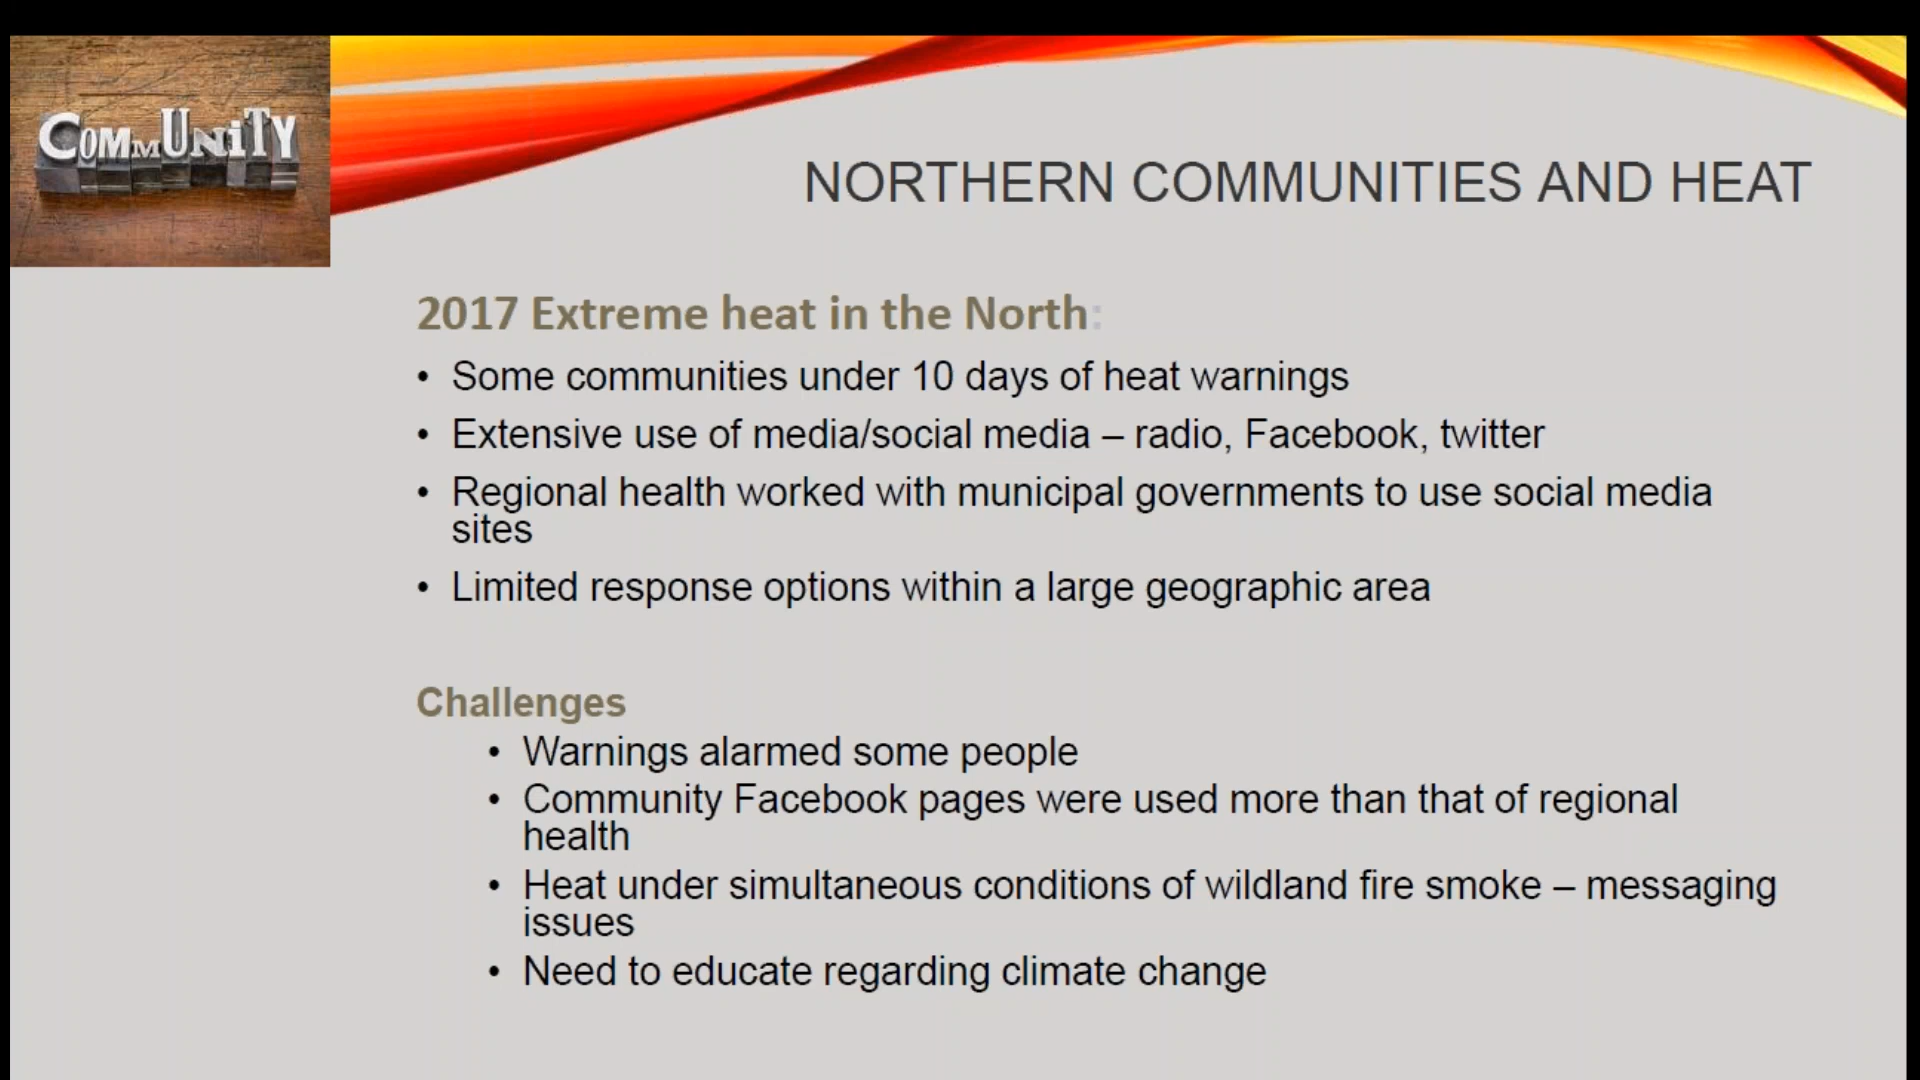 COMMUNiTY
NORTHERN COMMUNITIES AND HEAT
2017 Extreme heat in the North:
• Some communities under 10 days of heat warnings
• Extensive use of media/social media – radio, Facebook, twitter
• Regional health worked with municipal governments to use social media
sites
• Limited response options within a large geographic area
Challenges
• Warnings alarmed some people
• Community Facebook pages were used more than that of regional
health
• Heat under simultaneous conditions of wildland fire smoke – messaging
issues
• Need to educate regarding climate change